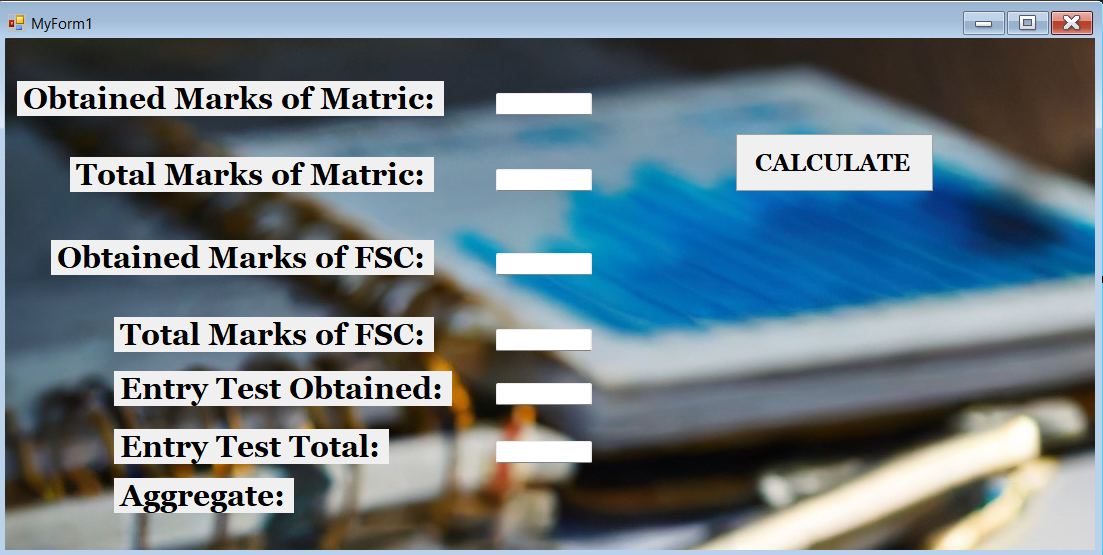 MyForm1
Obtained Marks of Matric:
CALCULATE
Total Marks of Matric:
Obtained Marks of FSC:
Total Marks of FSC:
Entry Test Obtained:
Entry Test Total:
Aggregate: